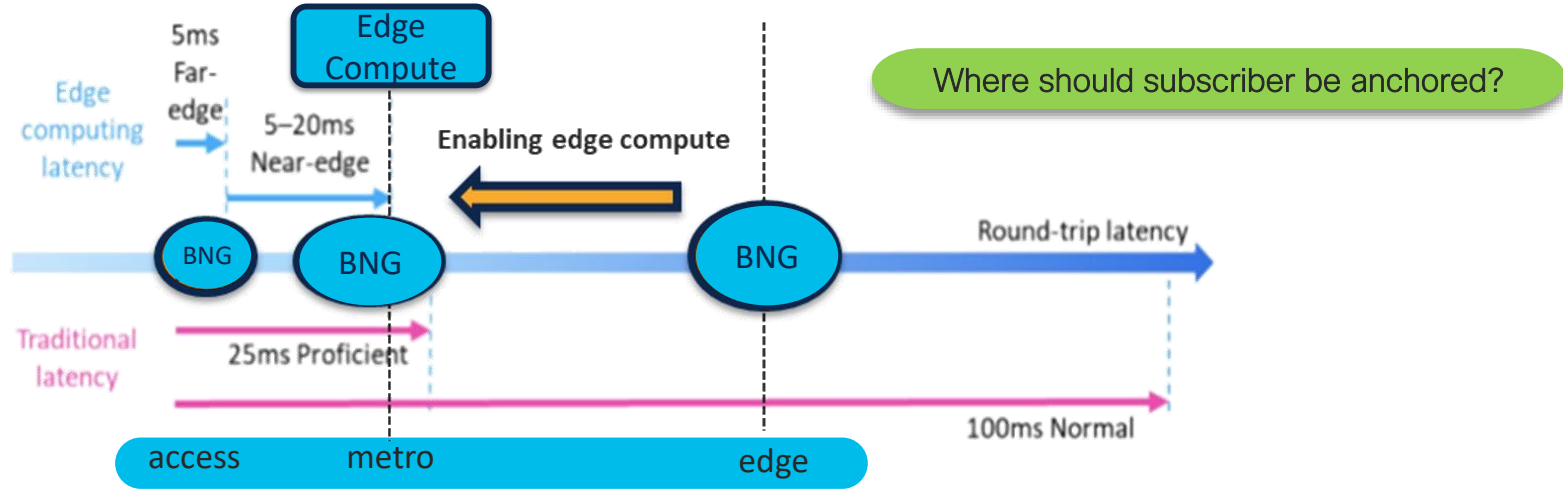 Edge
Compute
Where should subscriber be anchored?
5ms
Far-
edge
Edge
computing
latency
5–20ms
Near-edge
Enabling edge compute
BNG
BNG
BNG
Round-trip latency
Traditional
latency
25ms Proficient
100ms Normal
access
metro
edge